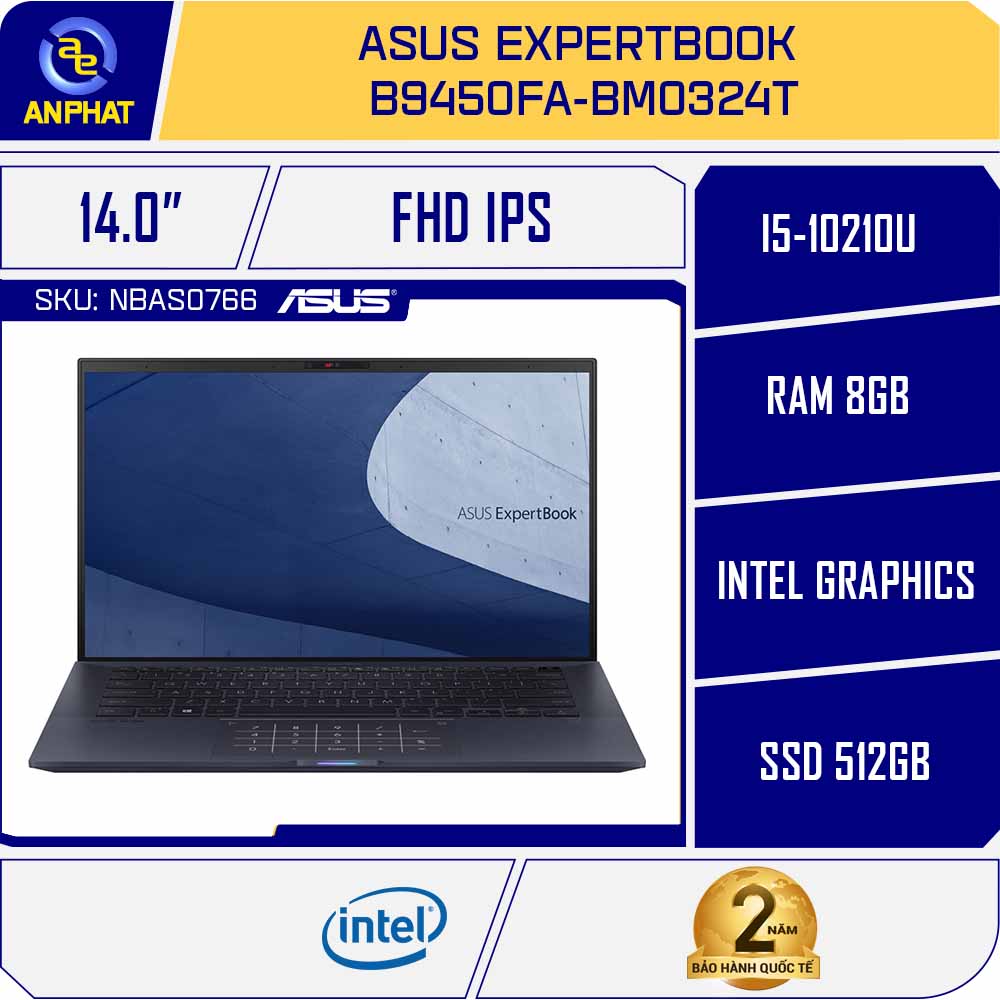 ae
ANPHAT
ASUS EXPERTBOOK
B9450FA-BM0324T
14.0"
FHD IPS
I5-10210U
SKU: NBAS0766 ASUS®
RAM 8GB
ASUS ExpertBook
INTEL GRAPHICS
SSD 512GB
intel®
2
NĂM
BẢO HÀNH QUỐC TẾ